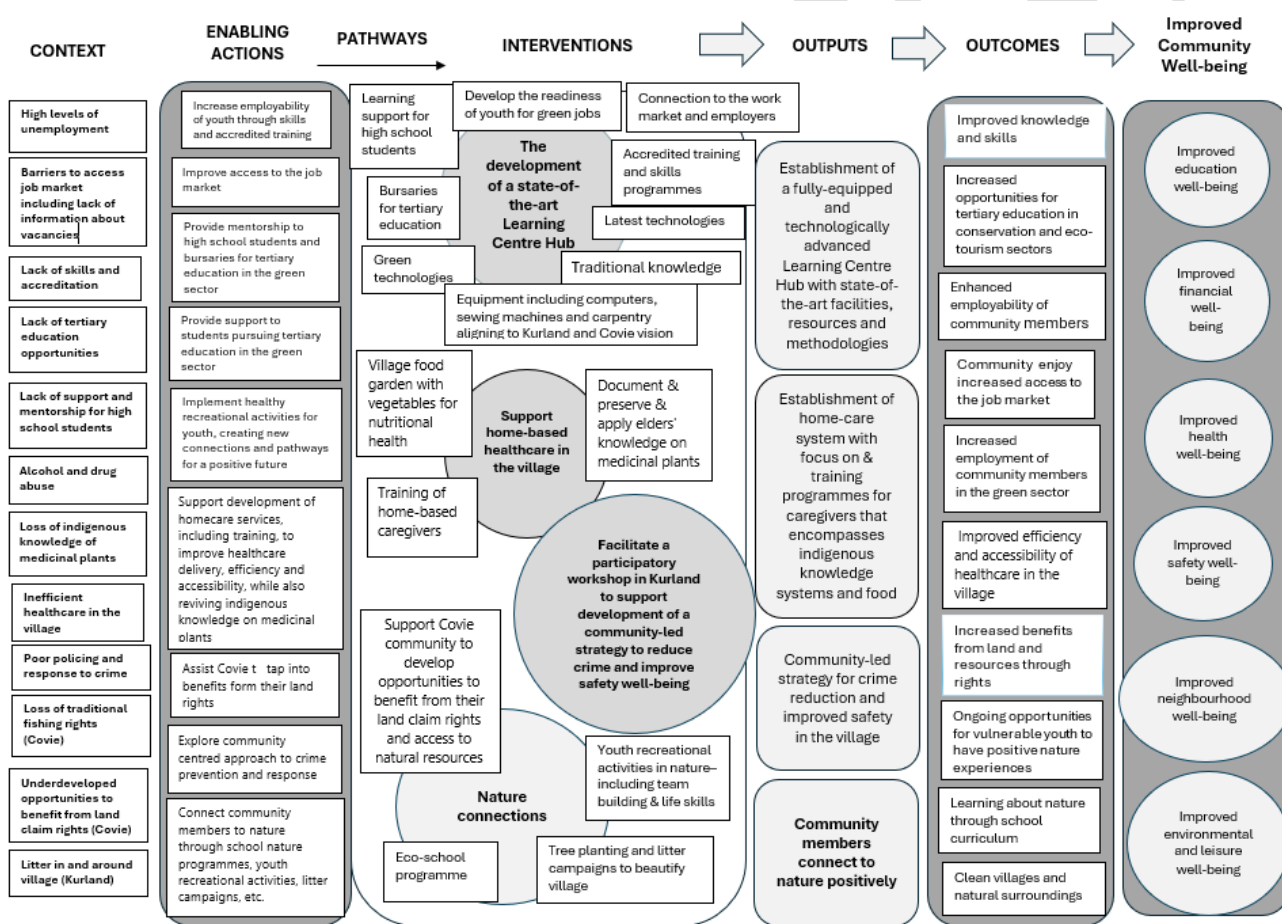 CONTEXT
ENABLING
ACTIONS
PATHWAYS
INTERVENTIONS
OUTPUTS
OUTCOMES
Improved
Community
Well-being
High levels of
unemployment
Barriers to access
job market
including lack of
information about
vacancies
Lack of skills and
accreditation
Lack of tertiary
education
opportunities
Lack of support and
mentorship for high
school students
Alcohol and drug
abuse
Loss of indigenous
knowledge of
medicinal plants
Inefficient
healthcare in the
village
Poor policing and
response to crime
Loss of traditional
fishing rights
(Covie)
Underdeveloped
opportunities to
benefit from land
claim rights (Covie)
Litter in and around
village (Kurland)
Increase employability
of youth through skills
and accredited training
Improve access to the job
market
Provide mentorship to
high school students and
bursaries for tertiary
education in the green
sector
Provide support to
students pursuing tertiary
education in the green
sector
Implement healthy
recreational activities for
youth, creating new
connections and pathways
for a positive future
Support development of
homecare services,
including training, to
improve healthcare
delivery, efficiency and
accessibility, while also
reviving indigenous
knowledge on medicinal
plants
Assist Covie t tap into
benefits form their land
rights
Explore community
centred approach to crime
prevention and response
Connect community
members to nature
through school nature
programmes, youth
recreational activities, litter
campaigns, etc.
Learning
support for
high school
students
Develop the readiness
of youth for green jobs
Connection to the work
market and employers
The
development
of a state-of-
the-art
Learning
Centre Hub
Accredited training
and skills
programmes
Bursaries
for tertiary
education
Latest technologies
Green
technologies
Traditional knowledge
Equipment including computers,
sewing machines and carpentry
aligning to Kurland and Covie vision
Village food
garden with
vegetables for
nutritional
health
Support
home-based
healthcare in
the village
Document &
preserve &
apply elders'
knowledge on
medicinal plants
Training of
home-based
caregivers
Facilitate a
participatory
workshop in Kurland
to support
development of a
community-led
strategy to reduce
crime and improve
safety well-being
Support Covie
community to
develop
opportunities to
benefit from their
land claim rights
and access to
natural resources
Youth recreational
activities in nature–
including team
building & life skills
Nature
connections
Eco-school
programme
Tree planting and litter
campaigns to beautify
village
Establishment of
a fully-equipped
and
technologically
advanced
Learning Centre
Hub with state-of-
the-art facilities,
resources and
methodologies
Establishment of
home-care
system with
focus on &
training
programmes for
caregivers that
encompasses
indigenous
knowledge
systems and food
Community-led
strategy for crime
reduction and
improved safety
in the village
Community
members
connect to
nature positively
Improved knowledge
and skills
Increased
opportunities for
tertiary education in
conservation and eco-
tourism sectors
Enhanced
employability of
community members
Community enjoy
increased access to
the job market
Increased
employment of
community members
in the green sector
Improved efficiency
and accessibility of
healthcare in the
village
Increased benefits
from land and
resources through
rights
Ongoing opportunities
for vulnerable youth to
have positive nature
experiences
Learning about nature
through school
curriculum
Clean villages and
natural surroundings
Improved
education
well-being
Improved
financial
well-
being
Improved
health
well-being
Improved
safety well-
being
Improved
neighbourhood
well-being
Improved
environmental
and leisure
well-being